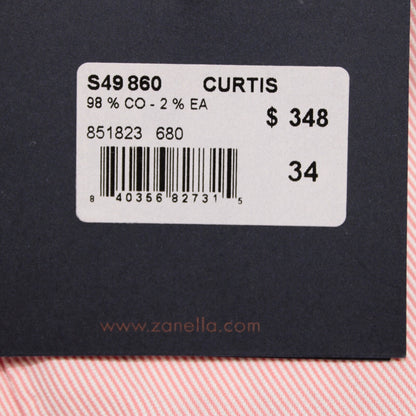 S49 860 CURTIS
98 % CO - 2 % EA
$ 348
851823 680
34
8 40356 82731 5
www.zanella.com